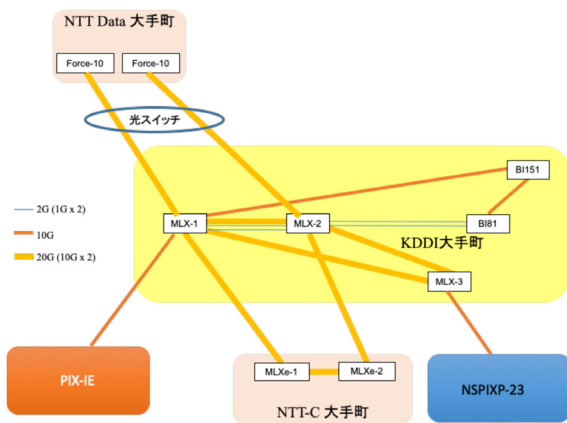 NTT Data 大手町
Force-10
Force-10
光スイッチ
BI151
2G (1G x 2)
10G
20G (10G x 2)
MLX-1
MLX-2
BI81
KDDI大手町
MLX-3
PIX-IE
MLXe-1
MLXe-2
NSPIXP-23
NTT-C 大手町